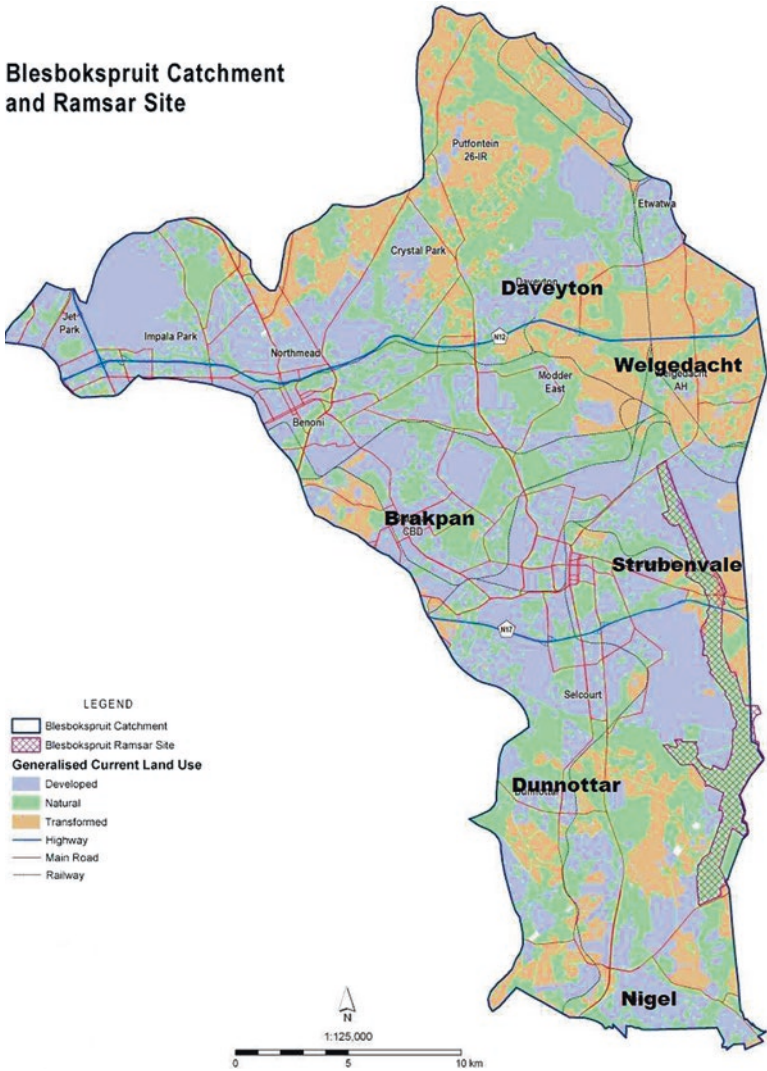 Blesbokspruit Catchment
and Ramsar Site
Putfontein
26-IR
Etwatwa
Crystal Park
Daveyton
Daveyton
Jet-
Park
Impala Park
N12
Northmead
Welgedacht
Welgedacht
AH
Modder
East
Benoni
Brakpan
CBD
Strubenvale
N17
Selcourt
Dunnottar
Dunnottar
Nigel
LEGEND
Blesbokspruit Catchment
Blesbokspruit Ramsar Site
Generalised Current Land Use
Developed
Natural
Transformed
Highway
Main Road
Railway
N
1:125,000
0 5 10 km